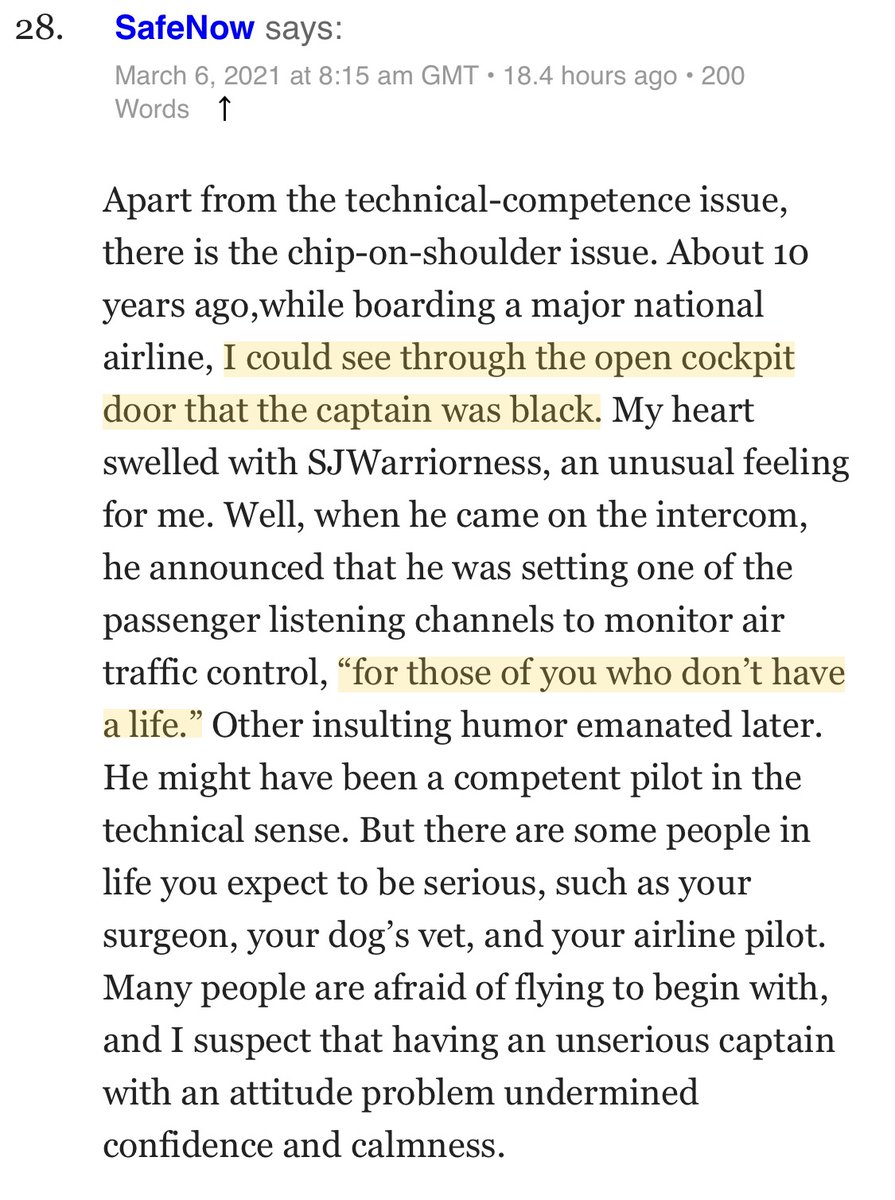 28. SafeNow says:
March 6, 2021 at 8:15 am GMT • 18.4 hours ago • 200
Words ↑
Apart from the technical-competence issue,
there is the chip-on-shoulder issue. About 10
years ago,while boarding a major national
airline, I could see through the open cockpit
door that the captain was black. My heart
swelled with SJWarriorness, an unusual feeling
for me. Well, when he came on the intercom,
he announced that he was setting one of the
passenger listening channels to monitor air
traffic control, “for those of you who don’t have
a life.” Other insulting humor emanated later.
He might have been a competent pilot in the
technical sense. But there are some people in
life you expect to be serious, such as your
surgeon, your dog’s vet, and your airline pilot.
Many people are afraid of flying to begin with,
and I suspect that having an unserious captain
with an attitude problem undermined
confidence and calmness.